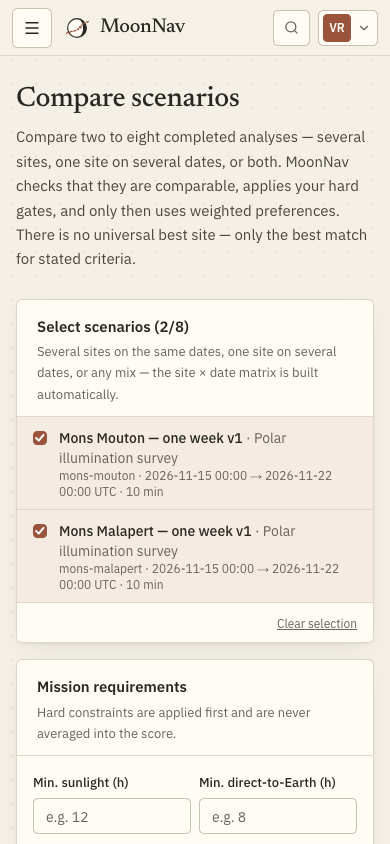 MoonNav
VR
Compare scenarios
Compare two to eight completed analyses — several
sites, one site on several dates, or both. MoonNav
checks that they are comparable, applies your hard
gates, and only then uses weighted preferences.
There is no universal best site — only the best match
for stated criteria.
Select scenarios (2/8)
Several sites on the same dates, one site on several
dates, or any mix — the site × date matrix is built
automatically.
Mons Mouton — one week v1 · Polar
illumination survey
mons-mouton · 2026-11-15 00:00 → 2026-11-22
00:00 UTC · 10 min
Mons Malapert — one week v1 · Polar
illumination survey
mons-malapert · 2026-11-15 00:00 → 2026-11-22
00:00 UTC · 10 min
Clear selection
Mission requirements
Hard constraints are applied first and are never
averaged into the score.
Min. sunlight (h) Min. direct-to-Earth (h)
e.g. 12 e.g. 8